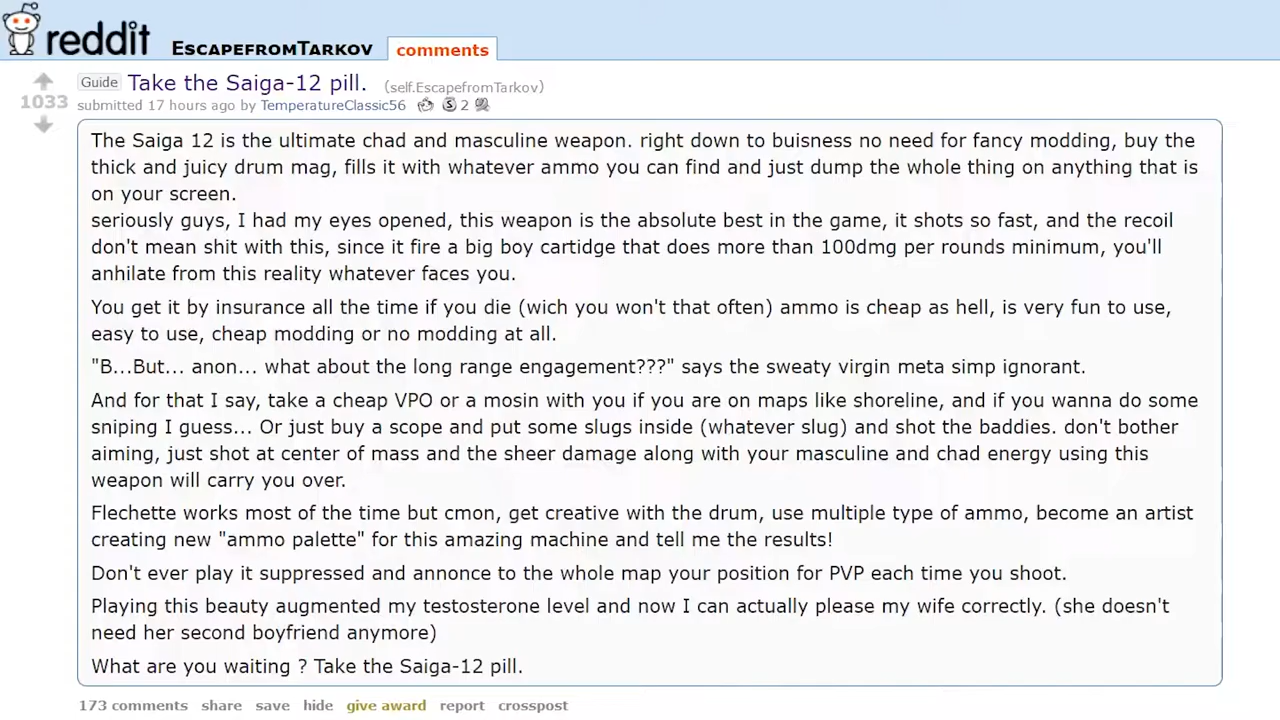 reddit EscapefromTarkov comments
Guide Take the Saiga-12 pill. (self.EscapefromTarkov)
1033 submitted 17 hours ago by TemperatureClassic56 S 2
The Saiga 12 is the ultimate chad and masculine weapon. right down to buisness no need for fancy modding, buy the
thick and juicy drum mag, fills it with whatever ammo you can find and just dump the whole thing on anything that is
on your screen.
seriously guys, I had my eyes opened, this weapon is the absolute best in the game, it shots so fast, and the recoil
don't mean shit with this, since it fire a big boy cartidge that does more than 100dmg per rounds minimum, you'll
anhilate from this reality whatever faces you.
You get it by insurance all the time if you die (wich you won't that often) ammo is cheap as hell, is very fun to use,
easy to use, cheap modding or no modding at all.
"B...But... anon... what about the long range engagement???" says the sweaty virgin meta simp ignorant.
And for that I say, take a cheap VPO or a mosin with you if you are on maps like shoreline, and if you wanna do some
sniping I guess... Or just buy a scope and put some slugs inside (whatever slug) and shot the baddies. don't bother
aiming, just shot at center of mass and the sheer damage along with your masculine and chad energy using this
weapon will carry you over.
Flechette works most of the time but cmon, get creative with the drum, use multiple type of ammo, become an artist
creating new "ammo palette" for this amazing machine and tell me the results!
Don't ever play it suppressed and annonce to the whole map your position for PVP each time you shoot.
Playing this beauty augmented my testosterone level and now I can actually please my wife correctly. (she doesn't
need her second boyfriend anymore)
What are you waiting ? Take the Saiga-12 pill.
173 comments share save hide give award report crosspost